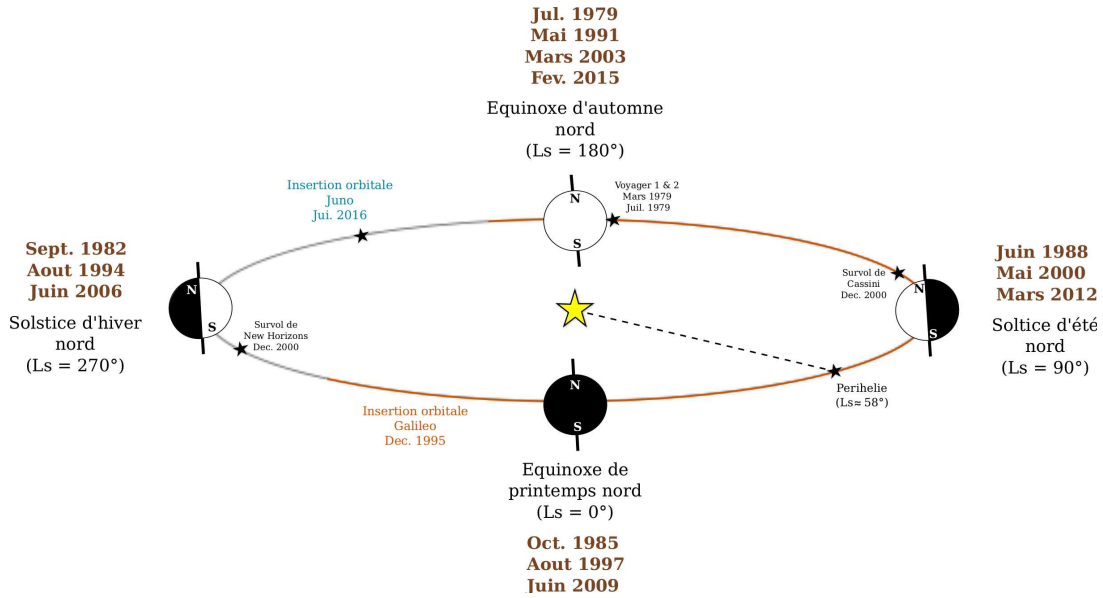 Jul. 1979
Mai 1991
Mars 2003
Fev. 2015
Equinoxe d'automne
nord
(Ls = 180°)
Insertion orbitale
Juno
Jui. 2016
N
S
Voyager 1 & 2
Mars 1979
Juil. 1979
Sept. 1982
Aout 1994
Juin 2006
Solstice d'hiver
nord
(Ls = 270°)
N
S
Survol de
New Horizons
Dec. 2000
Survol de
Cassini
Dec. 2000
N
S
Juin 1988
Mai 2000
Mars 2012
Soltice d'été
nord
(Ls = 90°)
Perihelie
(Ls≈ 58°)
Insertion orbitale
Galileo
Dec. 1995
N
S
Equinoxe de
printemps nord
(Ls = 0°)
Oct. 1985
Aout 1997
Juin 2009